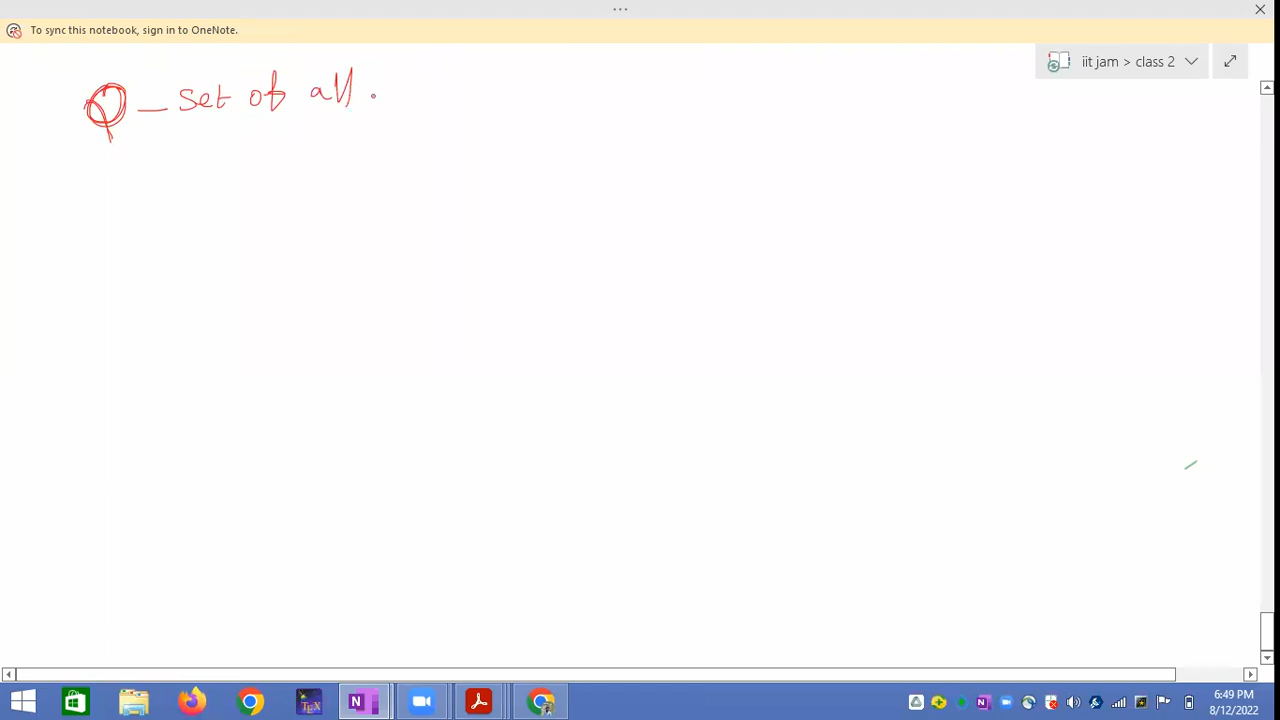 To sync this notebook, sign in to OneNote.
iit jam > class 2
Q — set of all
6:49 PM
8/12/2022